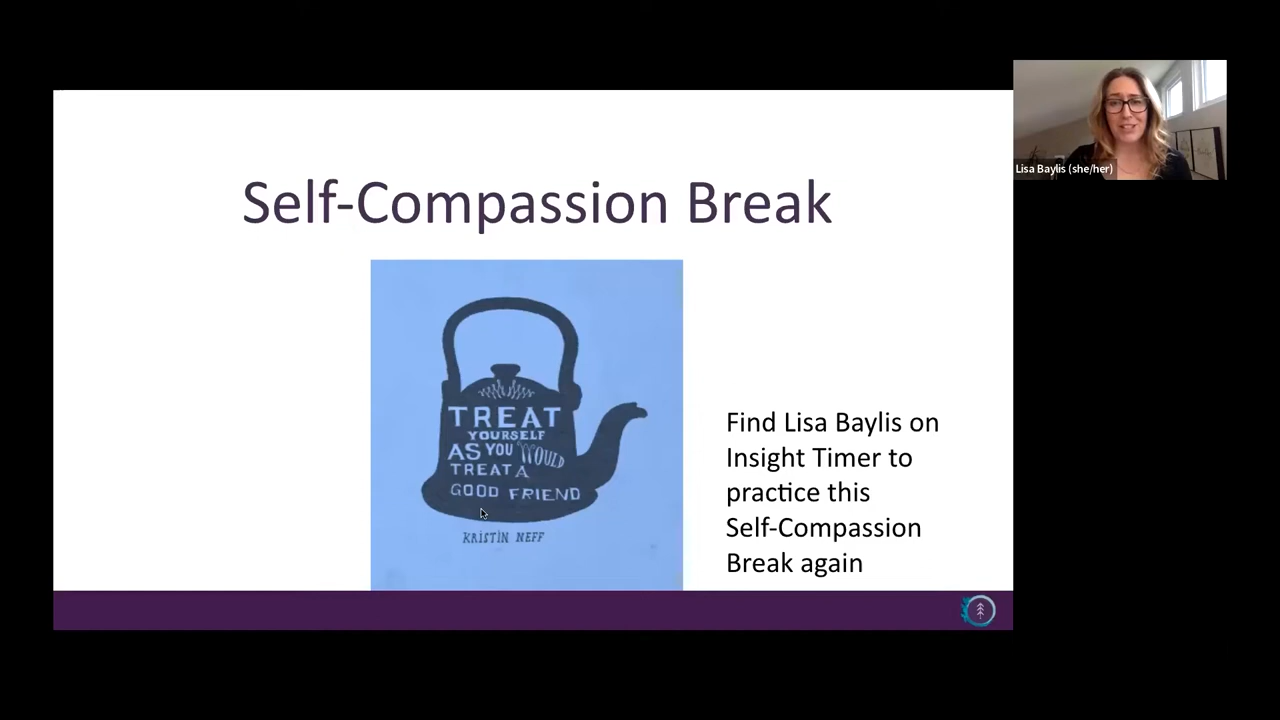 Self-Compassion Break
TREAT
YOURSELF
AS YOU WOULD
TREAT A
GOOD FRIEND
KRISTIN NEFF
Find Lisa Baylis on
Insight Timer to
practice this
Self-Compassion
Break again
Lisa Baylis (she/her)